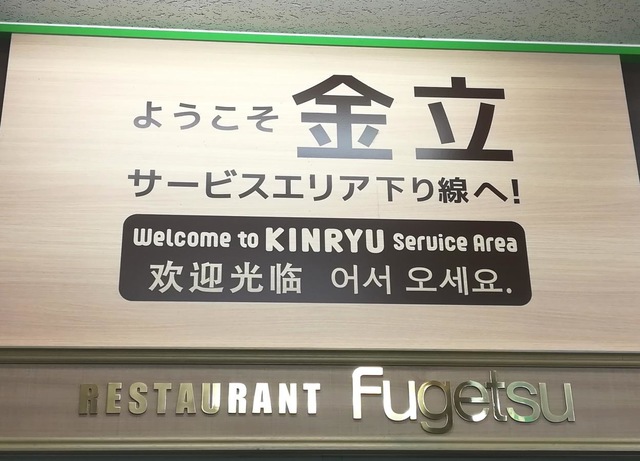 ようこそ 金立
サービスエリア下り線へ!
Welcome to KINRYU Service Area
欢迎光临 어서 오세요.
RESTAURANT Fugetsu